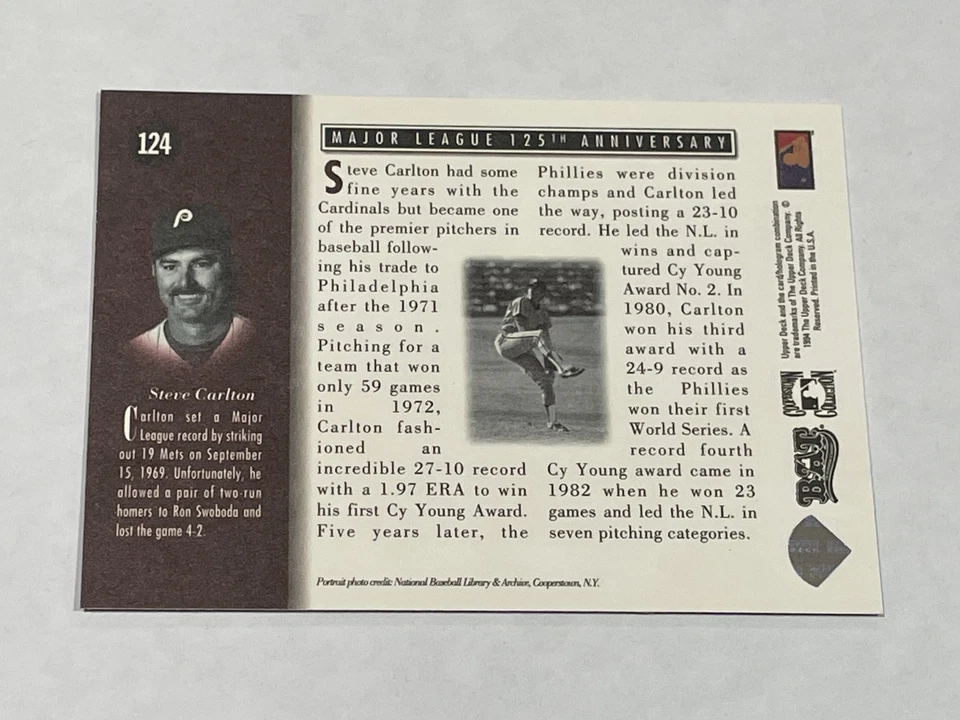 124
P
Steve Carlton
Carlton set a Major
League record by striking
out 19 Mets on September
15, 1969. Unfortunately, he
allowed a pair of two-run
homers to Ron Swoboda and
lost the game 4-2.
MAJOR LEAGUE 125TH ANNIVERSARY
Steve Carlton had some
fine years with the
Cardinals but became one
of the premier pitchers in
baseball follow-
ing his trade to
Philadelphia
after the 1971
season.
Pitching for a
team that won
only 59 games
in 1972,
Carlton fash-
ioned an
incredible 27-10 record
with a 1.97 ERA to win
his first Cy Young Award.
Five years later, the
Phillies were division
champs and Carlton led
the way, posting a 23-10
record. He led the N.L. in
wins and cap-
tured Cy Young
Award No. 2. In
1980, Carlton
won his third
award with a
24-9 record as
the Phillies
won their first
World Series. A
record fourth
Cy Young award came in
1982 when he won 23
games and led the N.L. in
seven pitching categories.
Portrait photo credit: National Baseball Library & Archive, Cooperstown, N.Y.
Upper Deck and the card/hologram combination
are trademarks of The Upper Deck Company. ©
1994 The Upper Deck Company. All Rights
Reserved. Printed in the U.S.A.
COOPERSTOWN
COLLECTION
B.A.T.